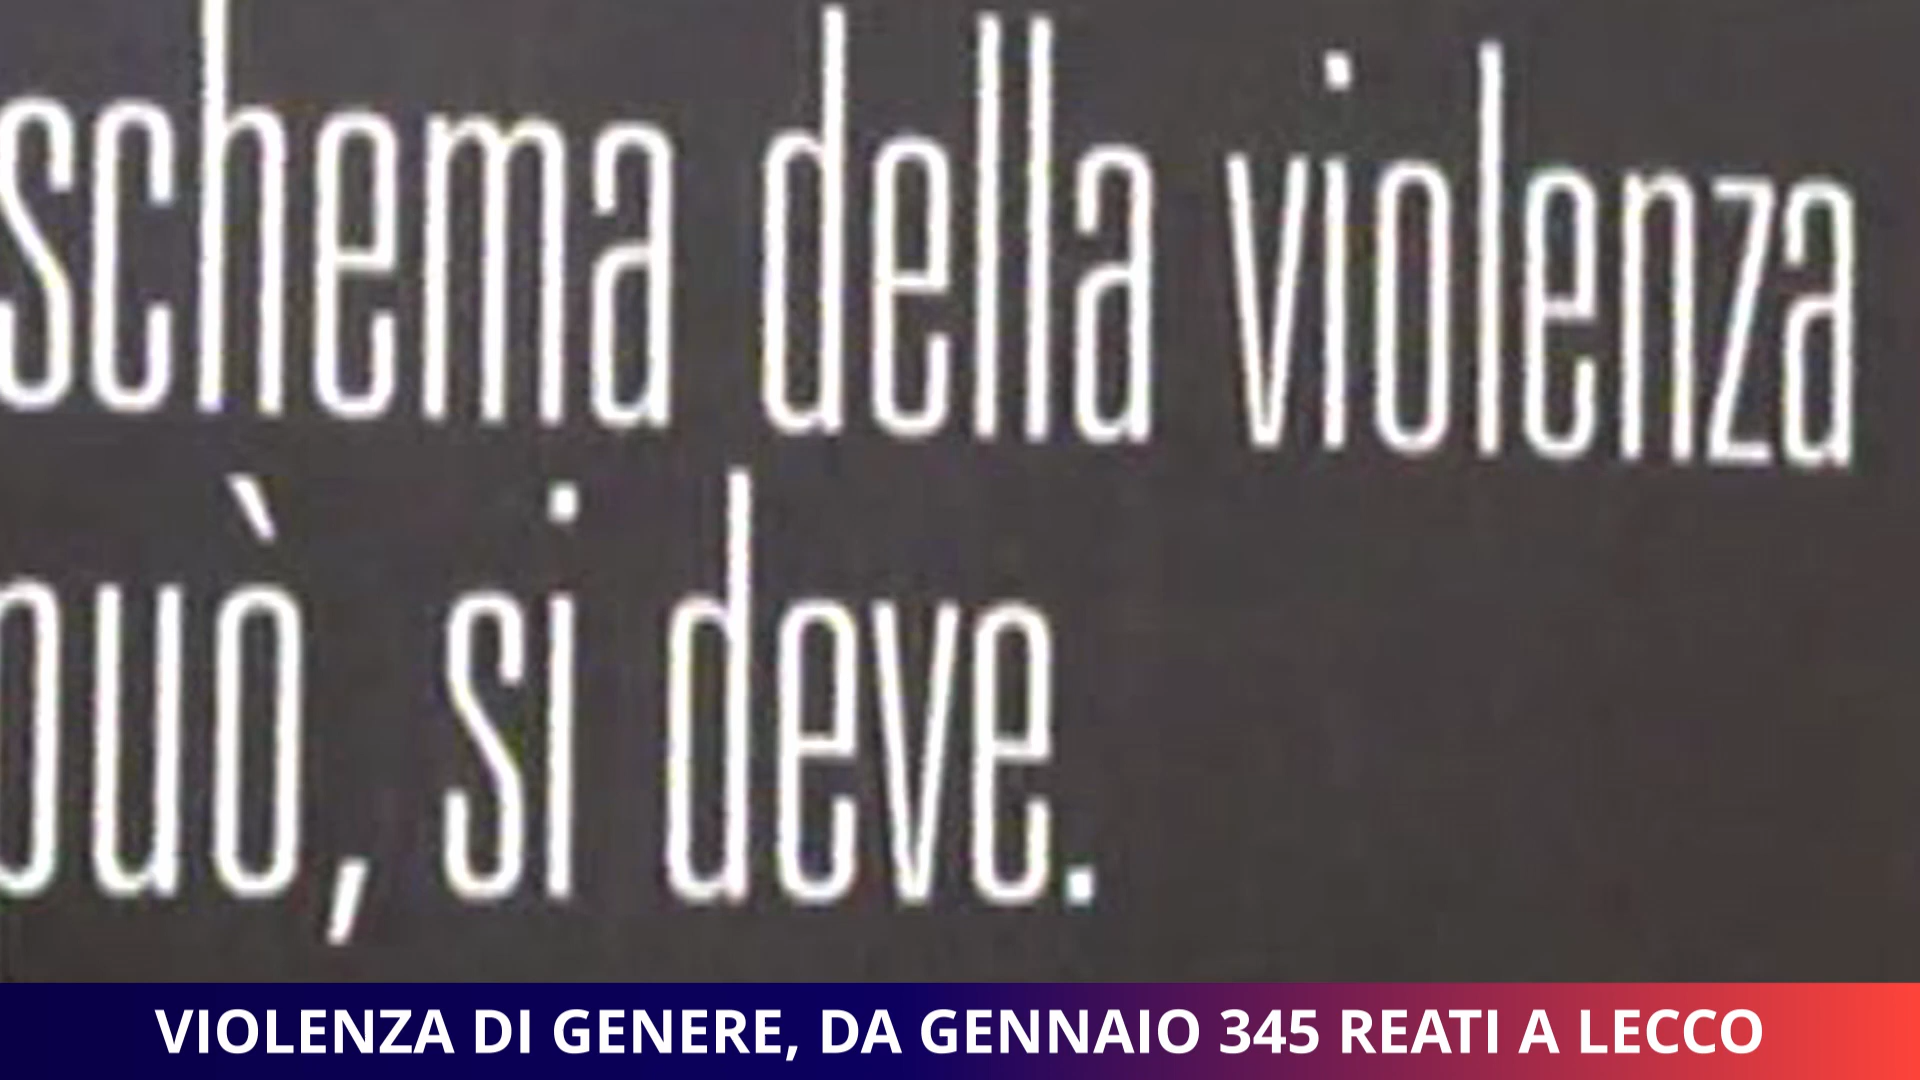 schema della violenza
può, si deve.
VIOLENZA DI GENERE, DA GENNAIO 345 REATI A LECCO